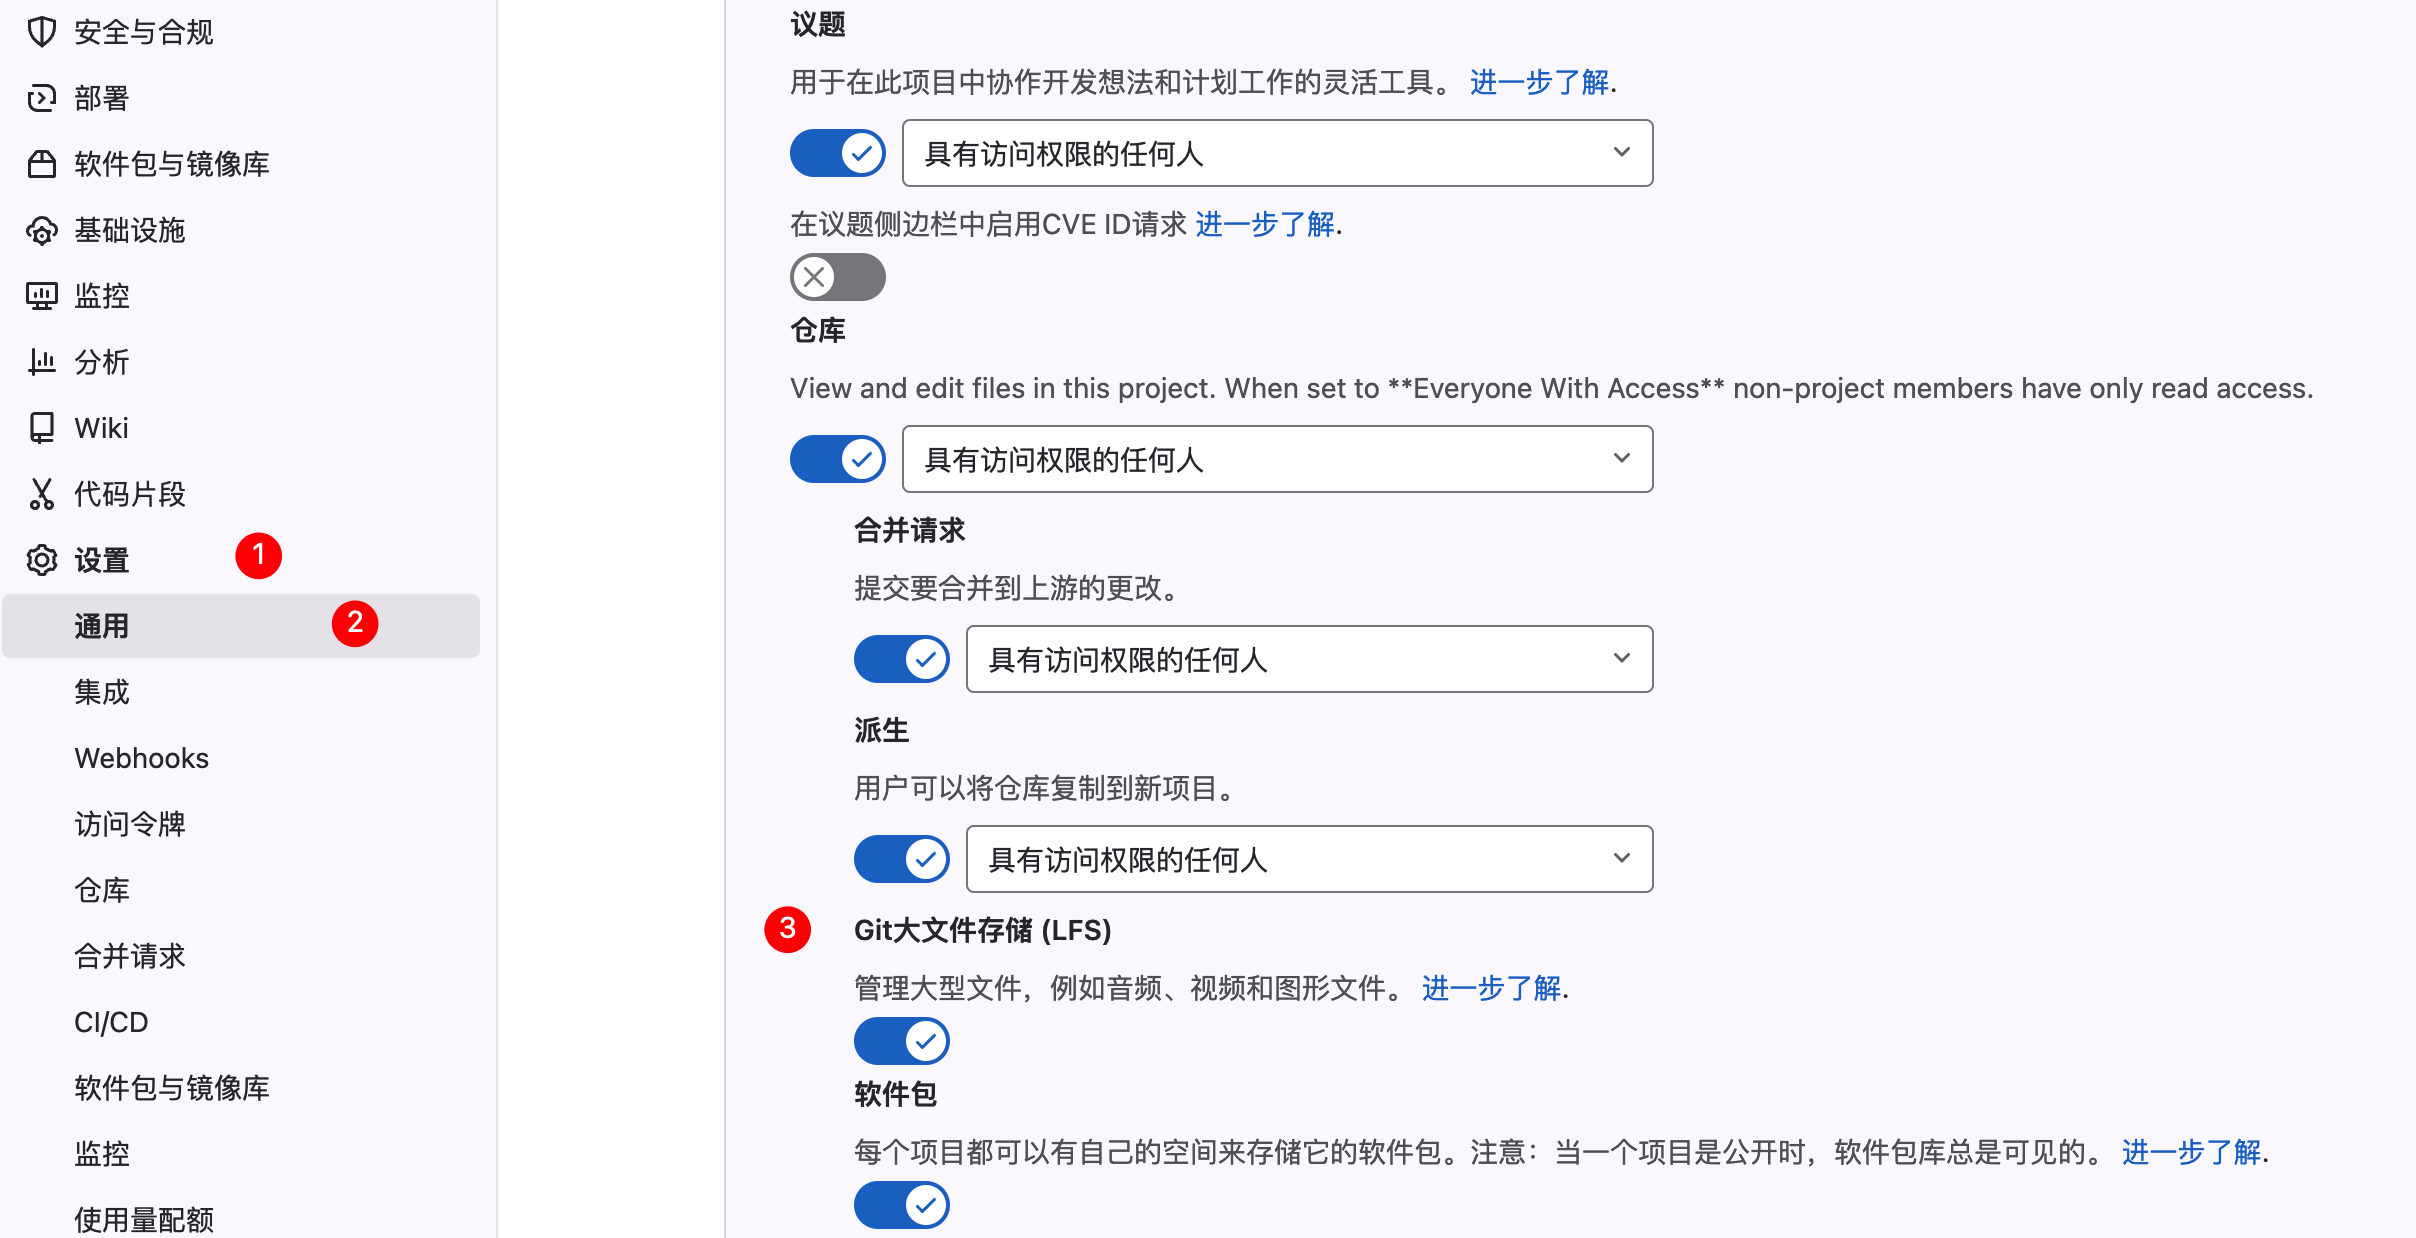 安全与合规
部署
软件包与镜像库
基础设施
监控
分析
Wiki
代码片段
设置 1
通用 2
集成
Webhooks
访问令牌
仓库
合并请求
CI/CD
软件包与镜像库
监控
使用量配额
议题
用于在此项目中协作开发想法和计划工作的灵活工具。 进一步了解.
具有访问权限的任何人
在议题侧边栏中启用CVE ID请求 进一步了解.
仓库
View and edit files in this project. When set to **Everyone With Access** non-project members have only read access.
具有访问权限的任何人
合并请求
提交要合并到上游的更改。
具有访问权限的任何人
派生
用户可以将仓库复制到新项目。
具有访问权限的任何人
3 Git大文件存储 (LFS)
管理大型文件，例如音频、视频和图形文件。 进一步了解.
软件包
每个项目都可以有自己的空间来存储它的软件包。注意：当一个项目是公开时，软件包库总是可见的。 进一步了解.